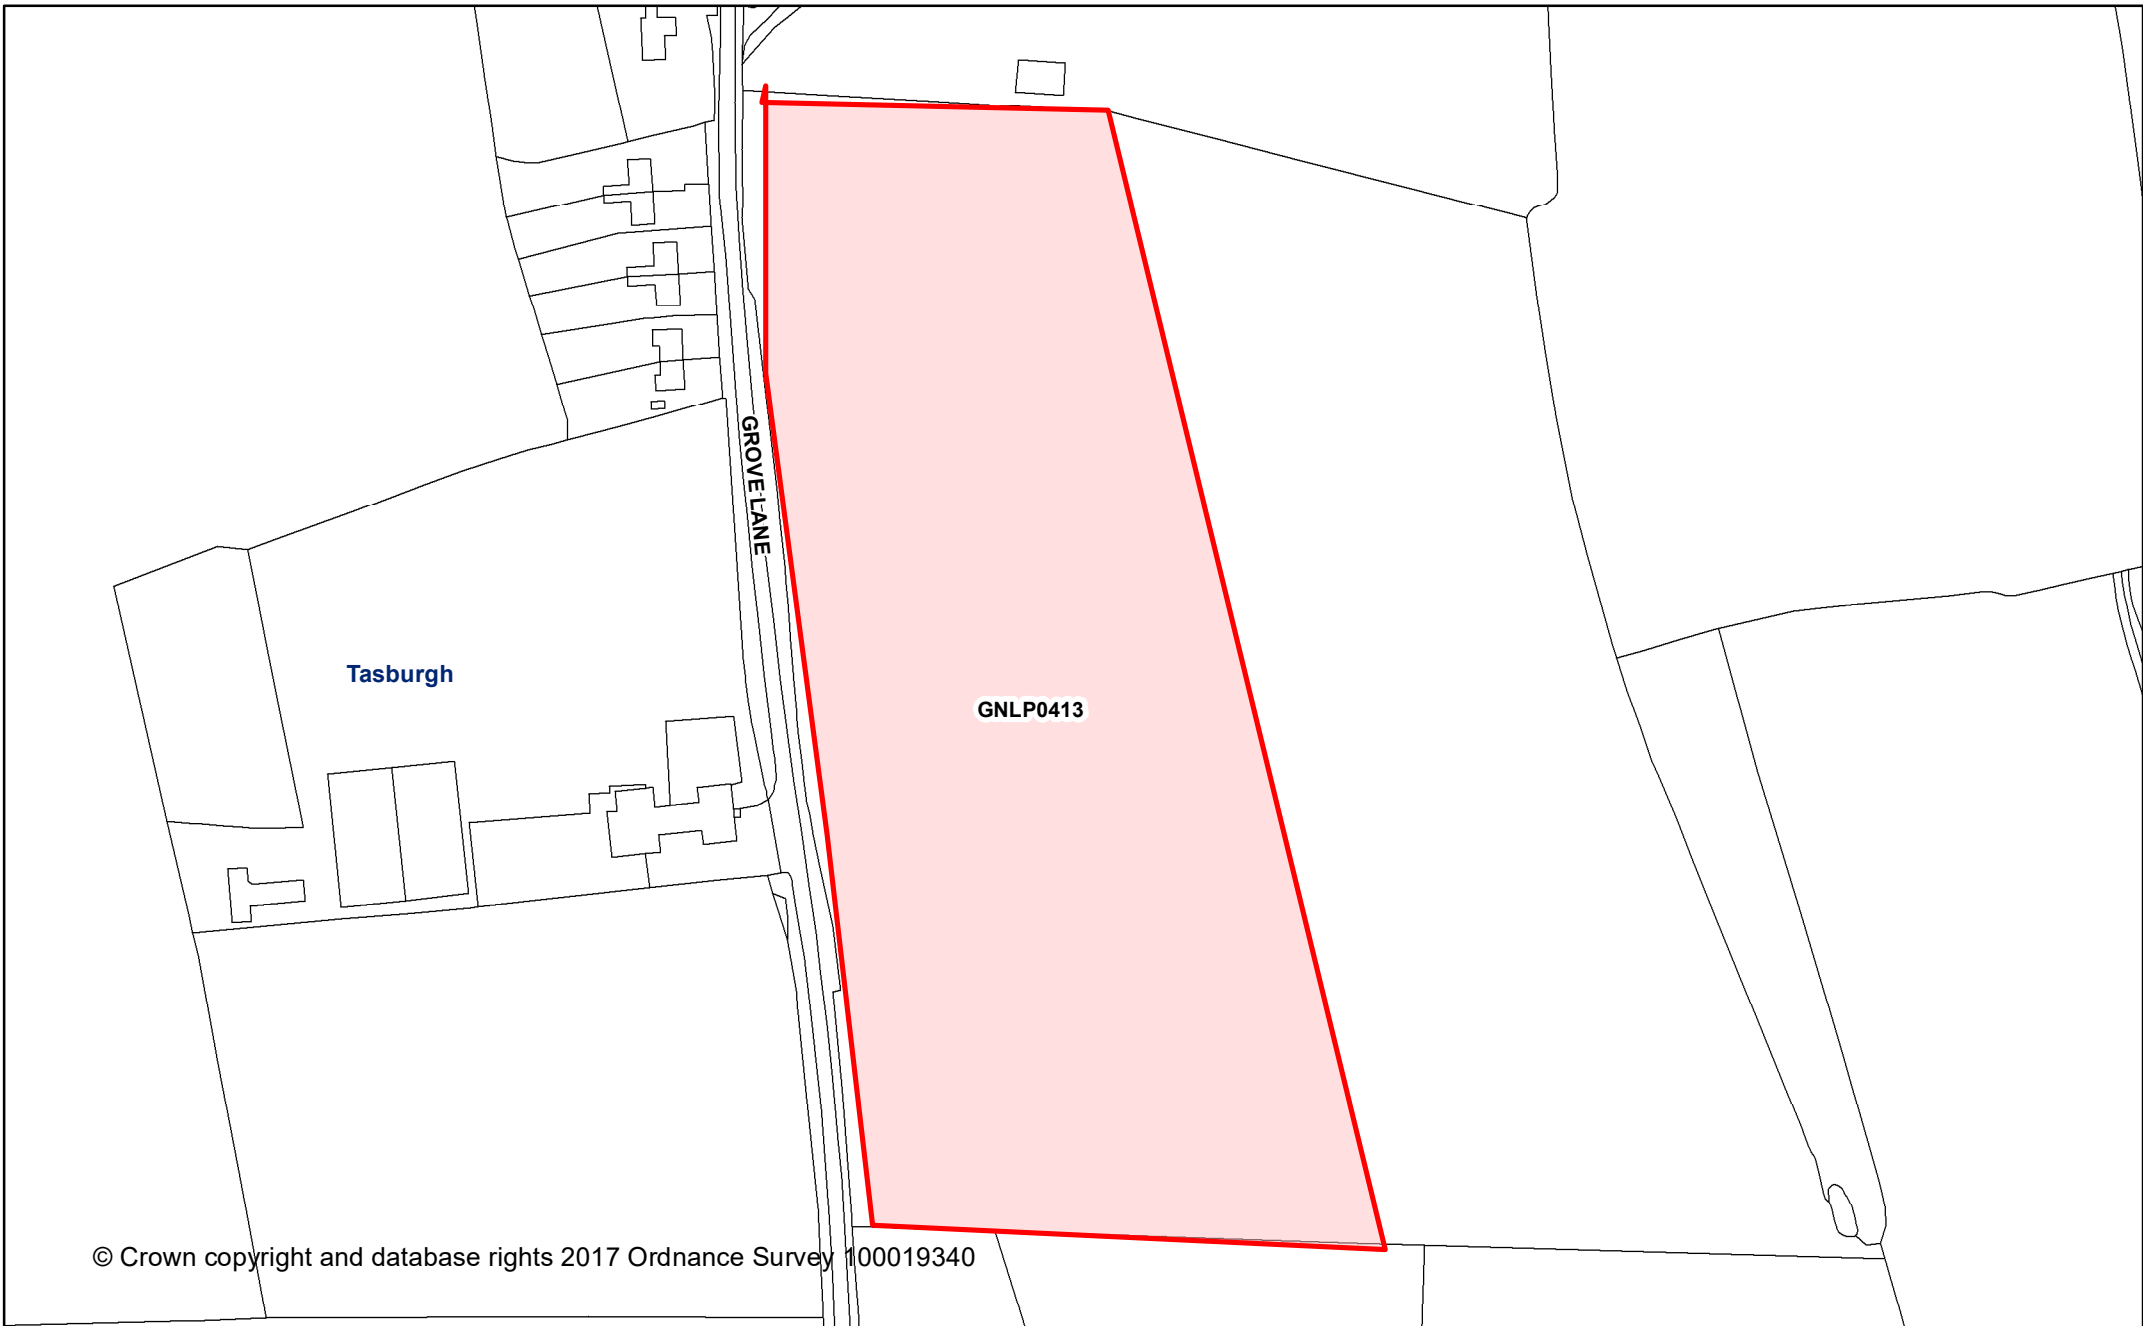 GROVE LANE
Tasburgh
GNLP0413
© Crown copyright and database rights 2017 Ordnance Survey 100019340